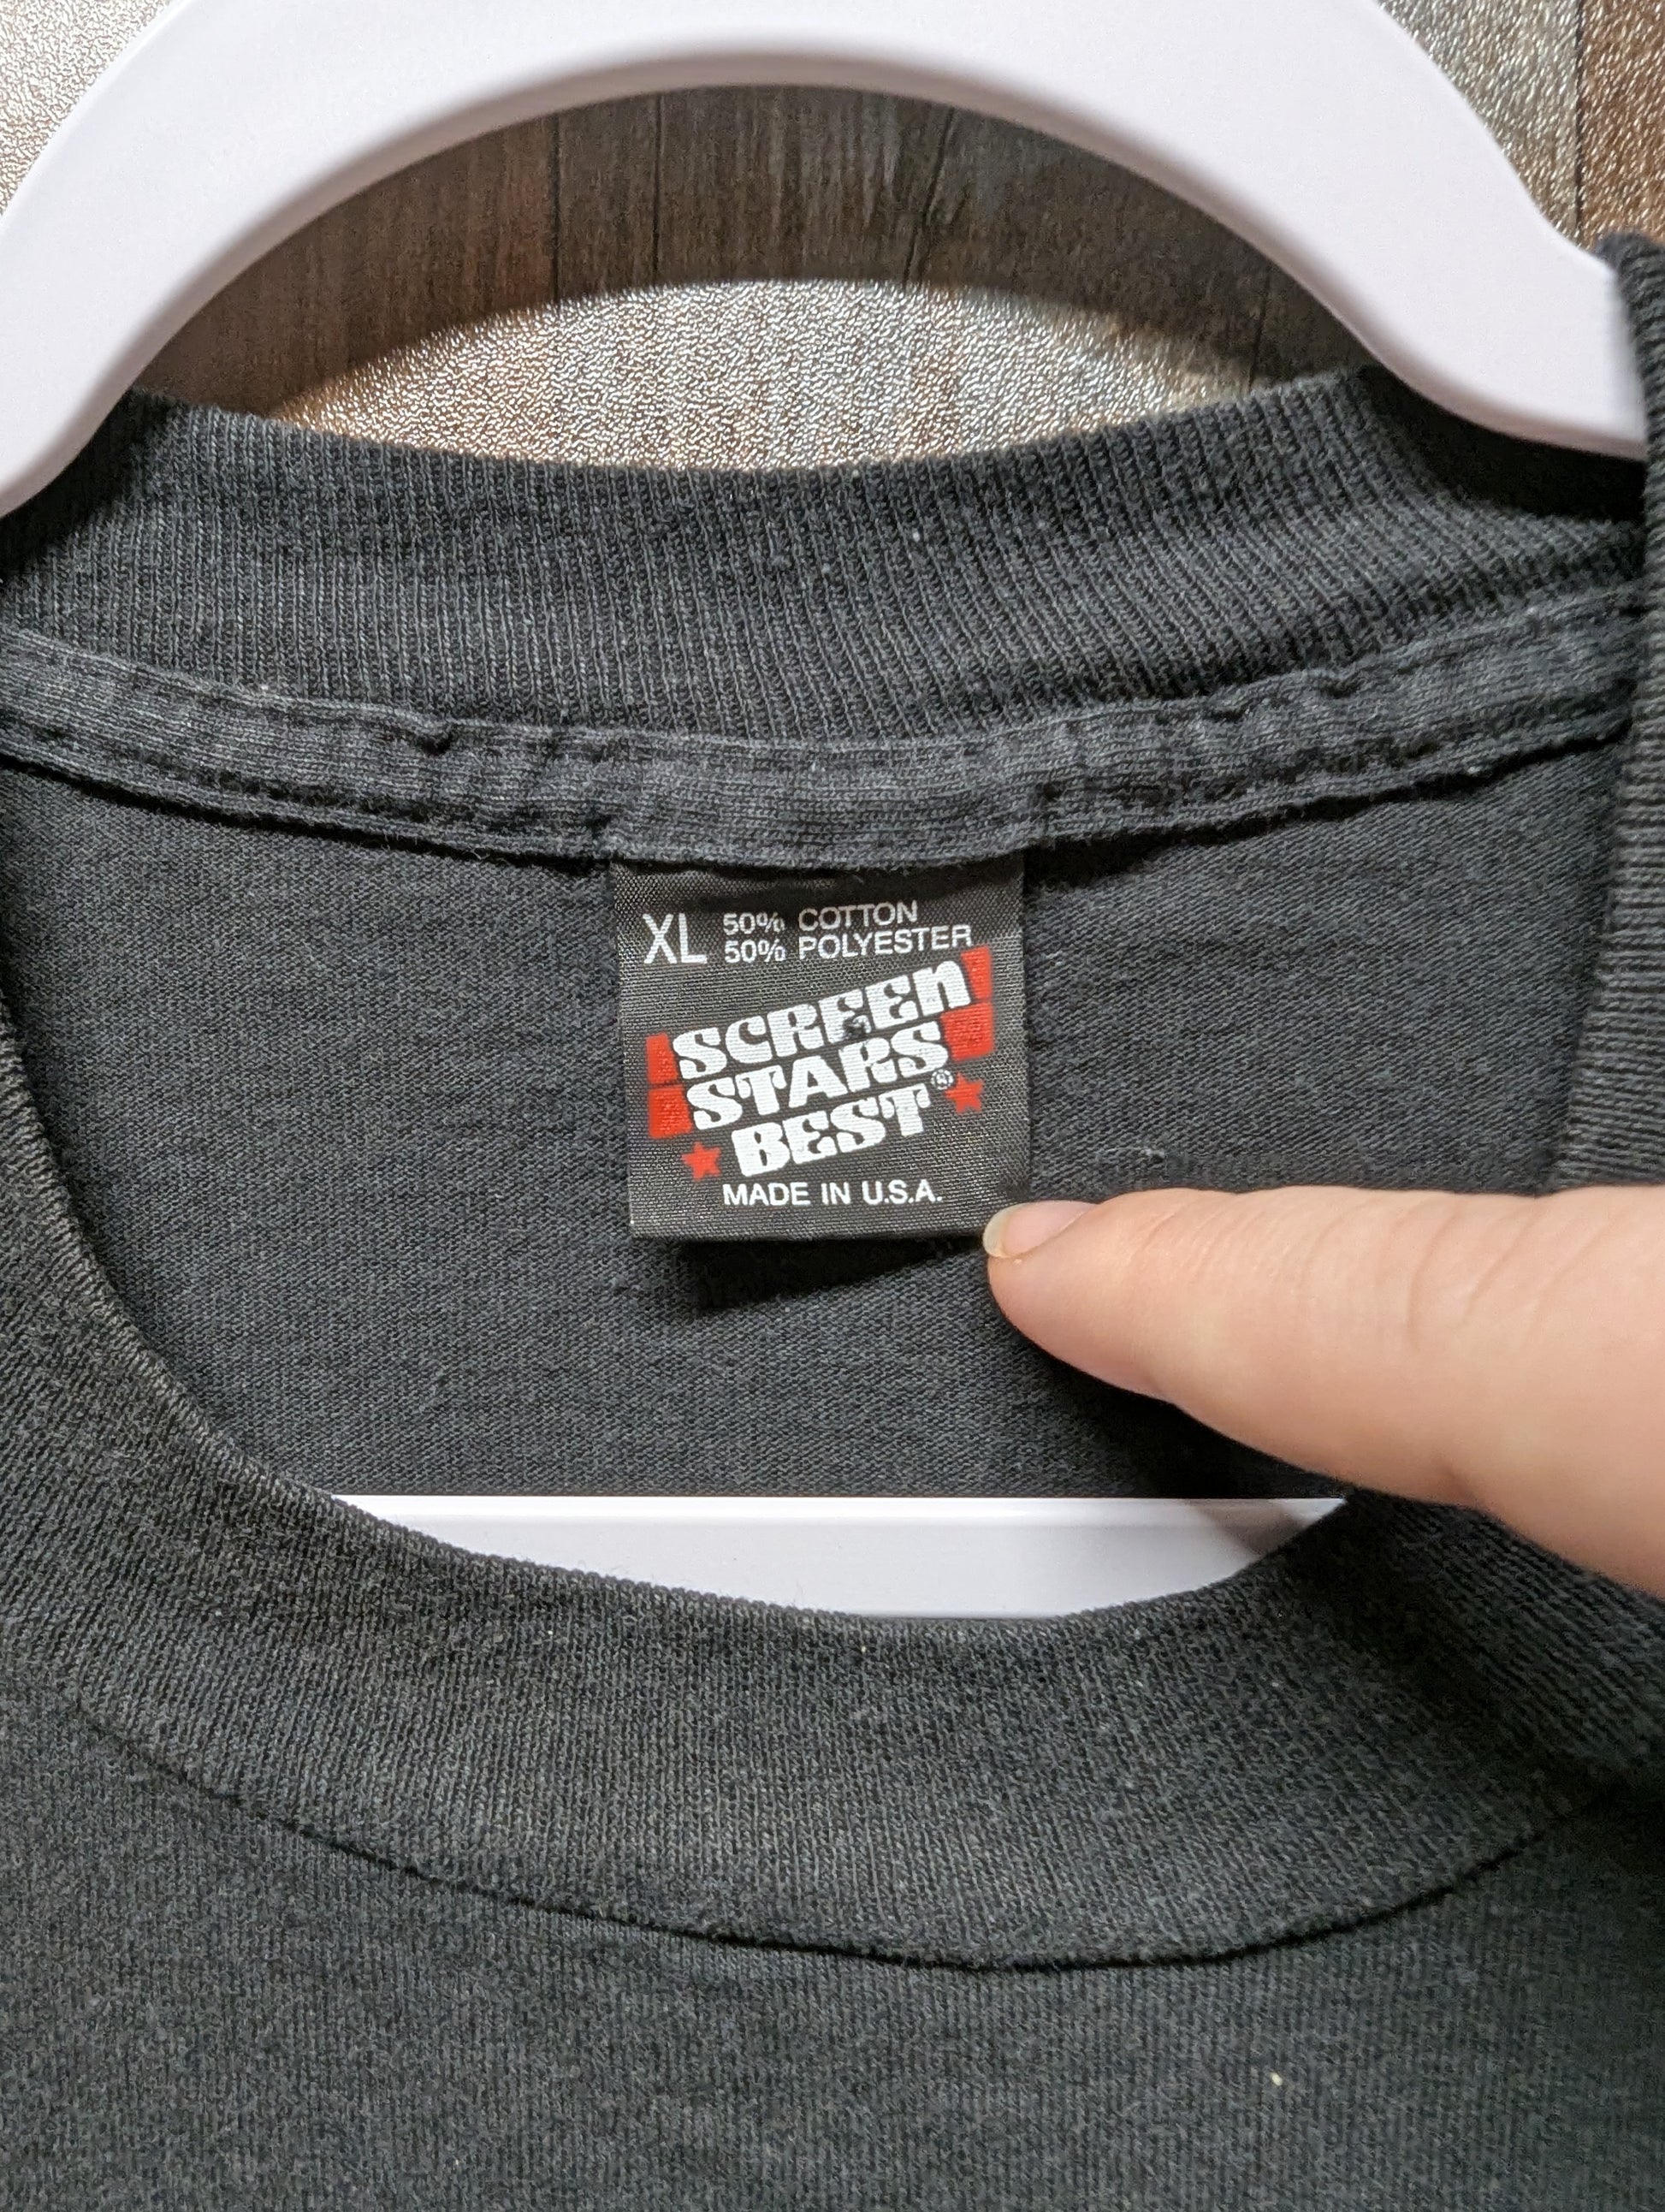 XL 50% COTTON
50% POLYESTER
SCREEN
STARS
BEST®
MADE IN U.S.A.